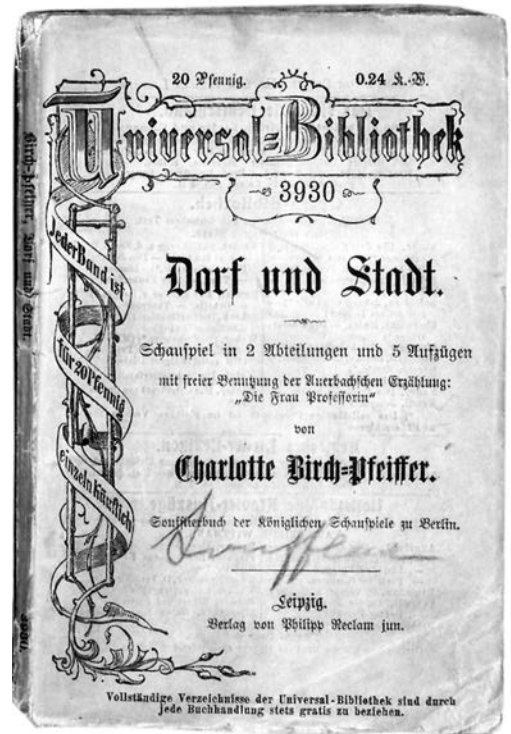 20 Pfennig. 0.24 K.-W.
Universal=Bibliothek
3930
Jeder Band ist
für 20 Pfennig
einzeln käuflich
Birch-Pfeiffer, Dorf und Stadt.
3930.
Dorf und Stadt.
Schauspiel in 2 Abteilungen und 5 Aufzügen
mit freier Benutzung der Auerbachschen Erzählung:
„Die Frau Professorin“
von
Charlotte Birch=Pfeiffer.
Soufflierbuch der Königlichen Schauspiele zu Berlin.
Souffleur
Leipzig.
Verlag von Philipp Reclam jun.
Vollständige Verzeichnisse der Universal-Bibliothek sind durch
jede Buchhandlung stets gratis zu beziehen.